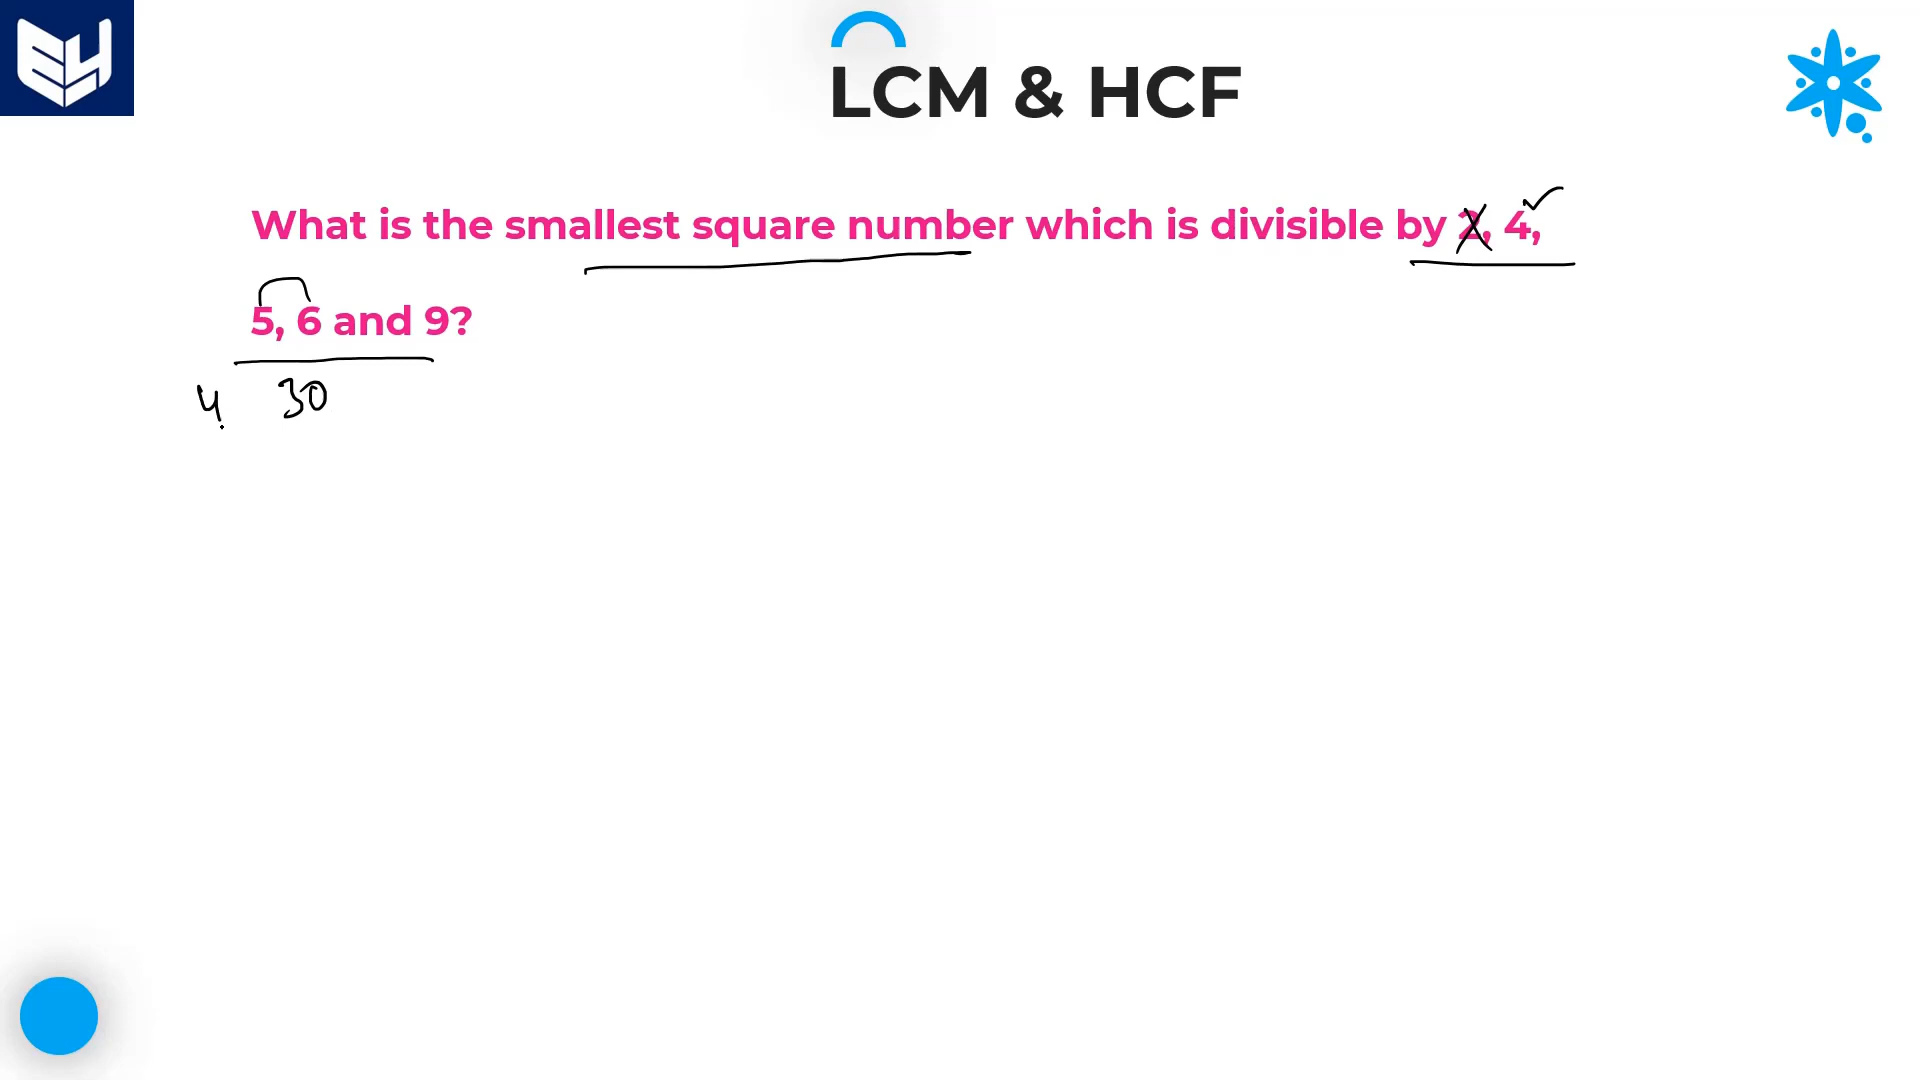 LCM & HCF
What is the smallest square number which is divisible by 2, 4,
5, 6 and 9?
4 30